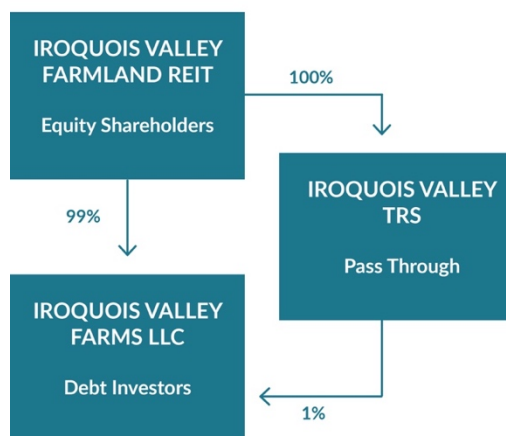 IROQUOIS VALLEY
FARMLAND REIT
Equity Shareholders
100%
99%
IROQUOIS VALLEY
TRS
Pass Through
IROQUOIS VALLEY
FARMS LLC
Debt Investors
1%